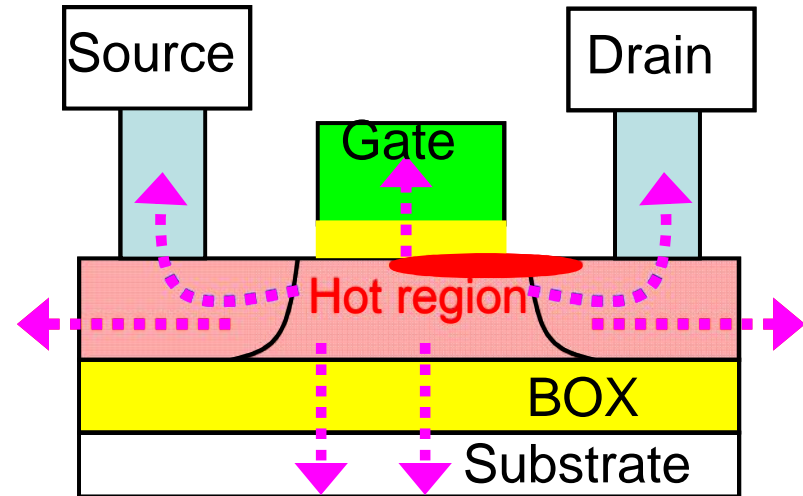 Source
Drain
Gate
Hot region
BOX
Substrate